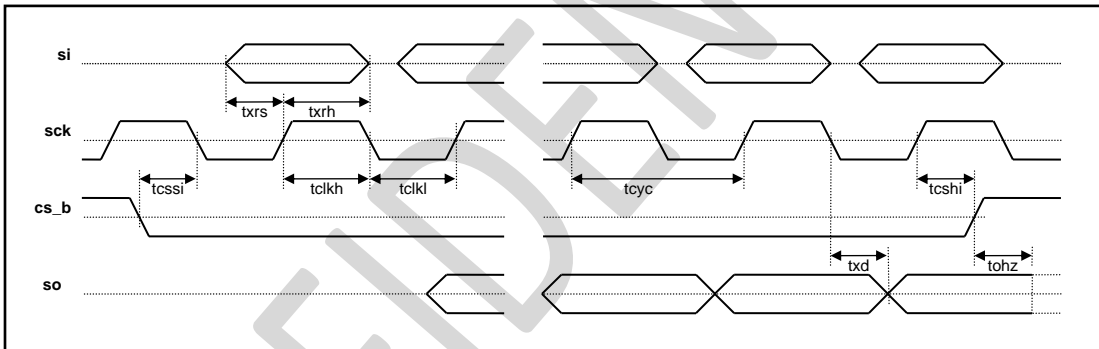 si
txrs txrh
sck
tcssi tclkh tclkl tcyc tcshi
cs_b
txd tohz
so